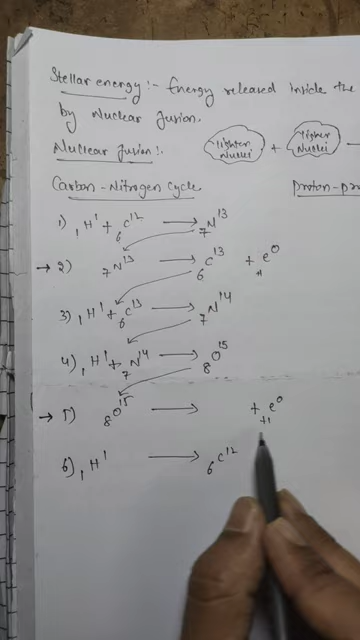 Stellar energy :- Energy released inside the
by Nuclear fusion.
Nuclear fusion :- lighter Nuclei + lighter Nuclei —
Carbon-Nitrogen cycle Proton-pr
1) ₁H¹ + ₆C¹² → ₇N¹³
→ 2) ₇N¹³ → ₆C¹³ + ₊₁e⁰
3) ₁H¹ + ₆C¹³ → ₇N¹⁴
4) ₁H¹ + ₇N¹⁴ → ₈O¹⁵
→ 5) ₈O¹⁵ → + ₊₁e⁰
6) ₁H¹ → ₆C¹²